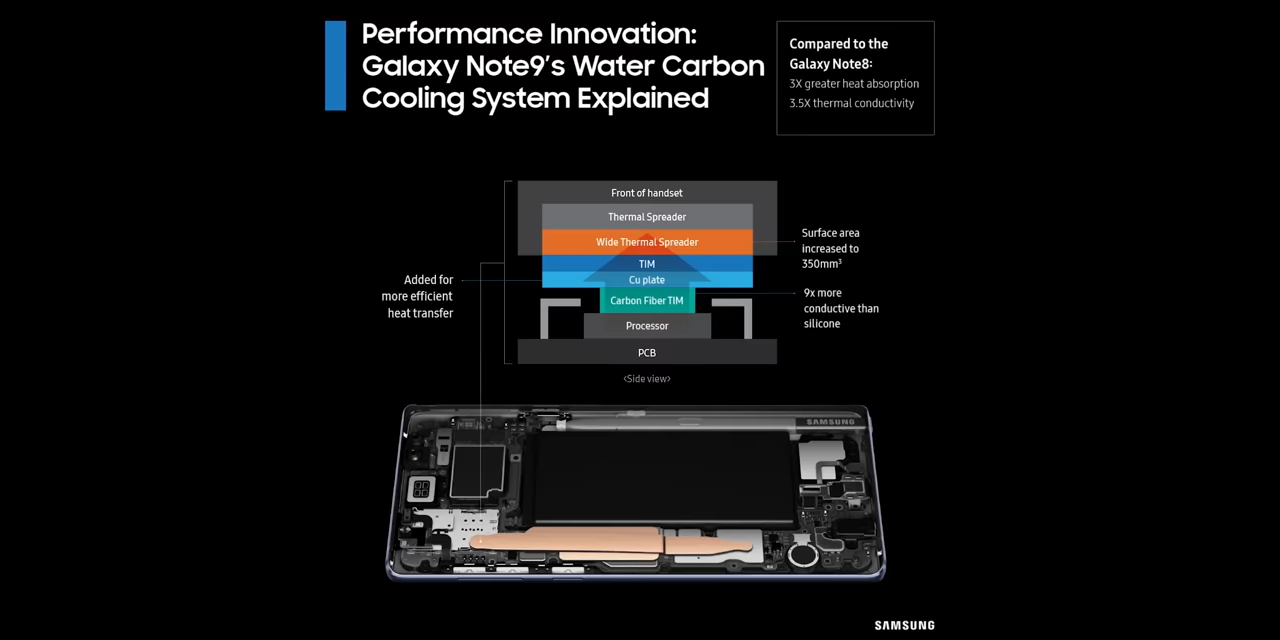 Performance Innovation:
Galaxy Note9's Water Carbon
Cooling System Explained
Compared to the
Galaxy Note8:
3X greater heat absorption
3.5X thermal conductivity
Front of handset
Thermal Spreader
Wide Thermal Spreader
TIM
Cu plate
Carbon Fiber TIM
Processor
PCB
<Side view>
Added for
more efficient
heat transfer
Surface area
increased to
350mm³
9x more
conductive than
silicone
SAMSUNG
SAMSUNG